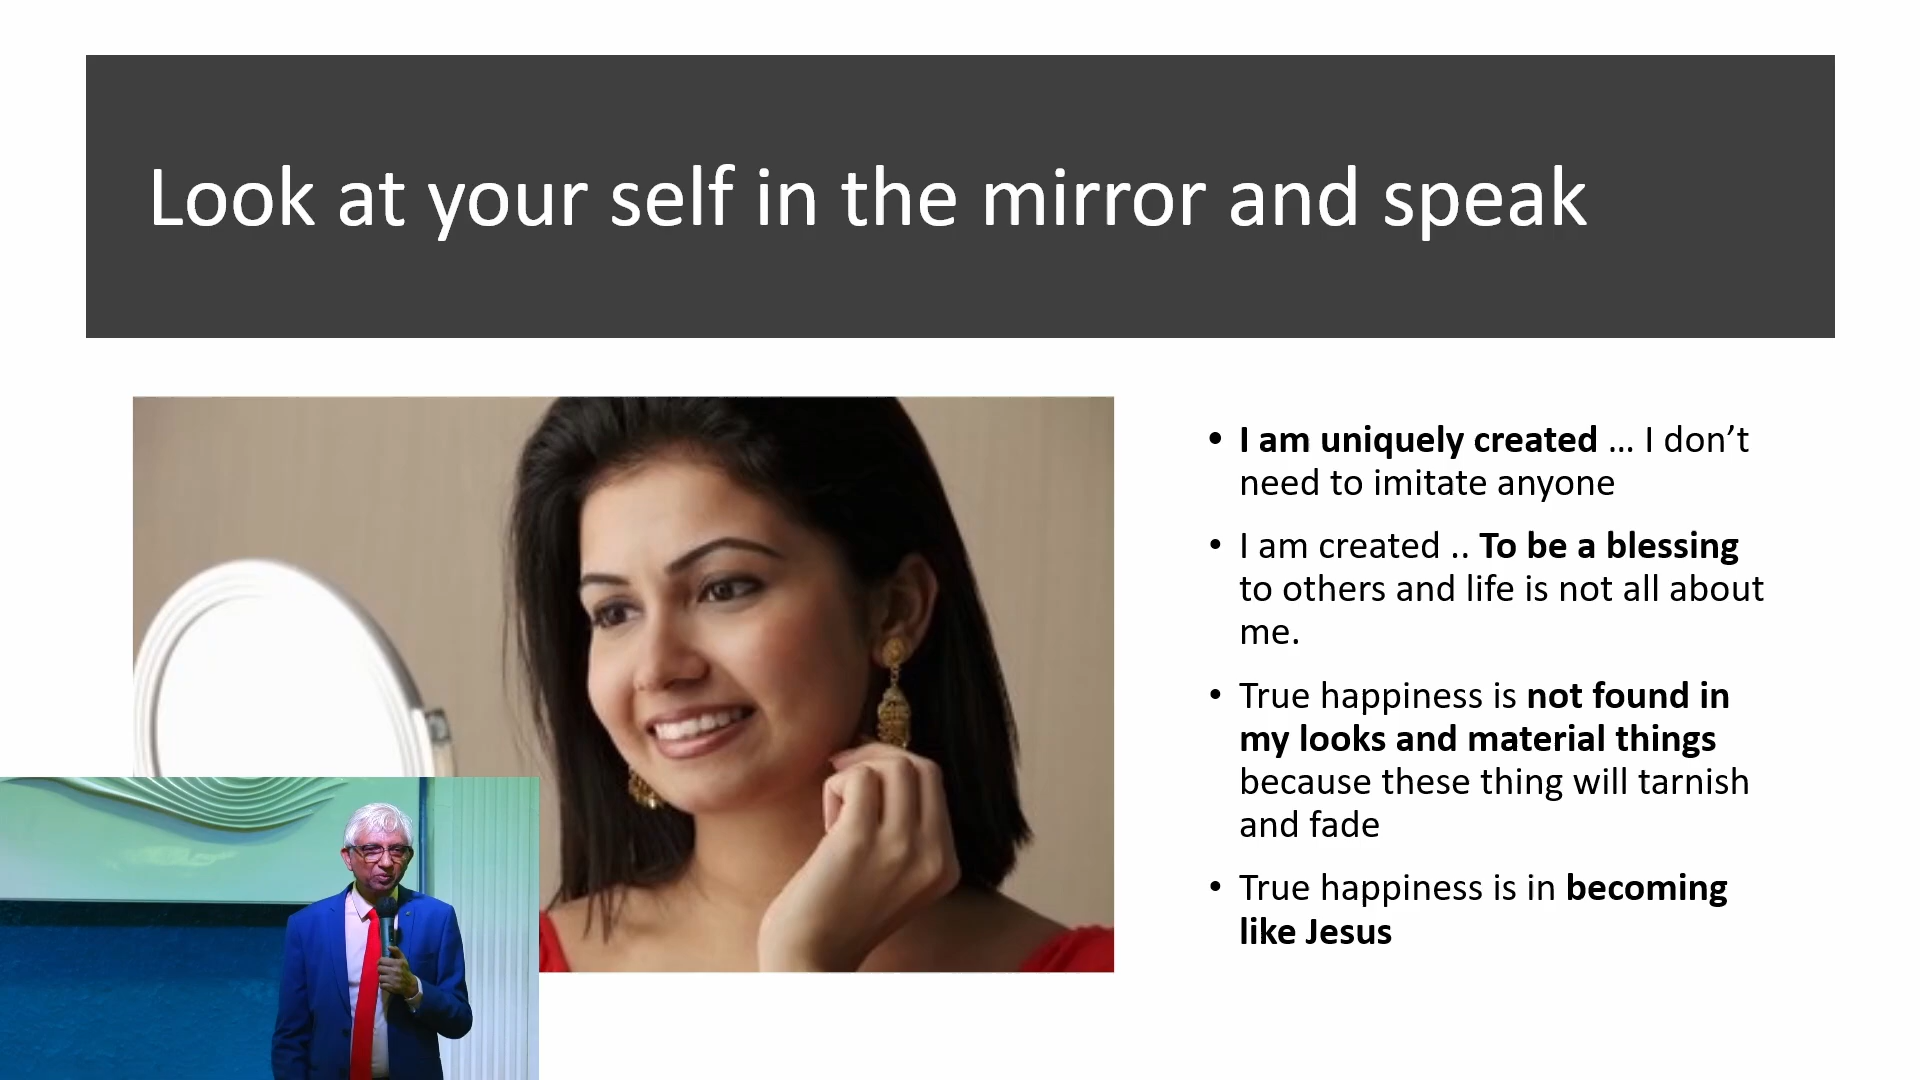 Look at your self in the mirror and speak
• I am uniquely created … I don’t
need to imitate anyone
• I am created .. To be a blessing
to others and life is not all about
me.
• True happiness is not found in
my looks and material things
because these thing will tarnish
and fade
• True happiness is in becoming
like Jesus